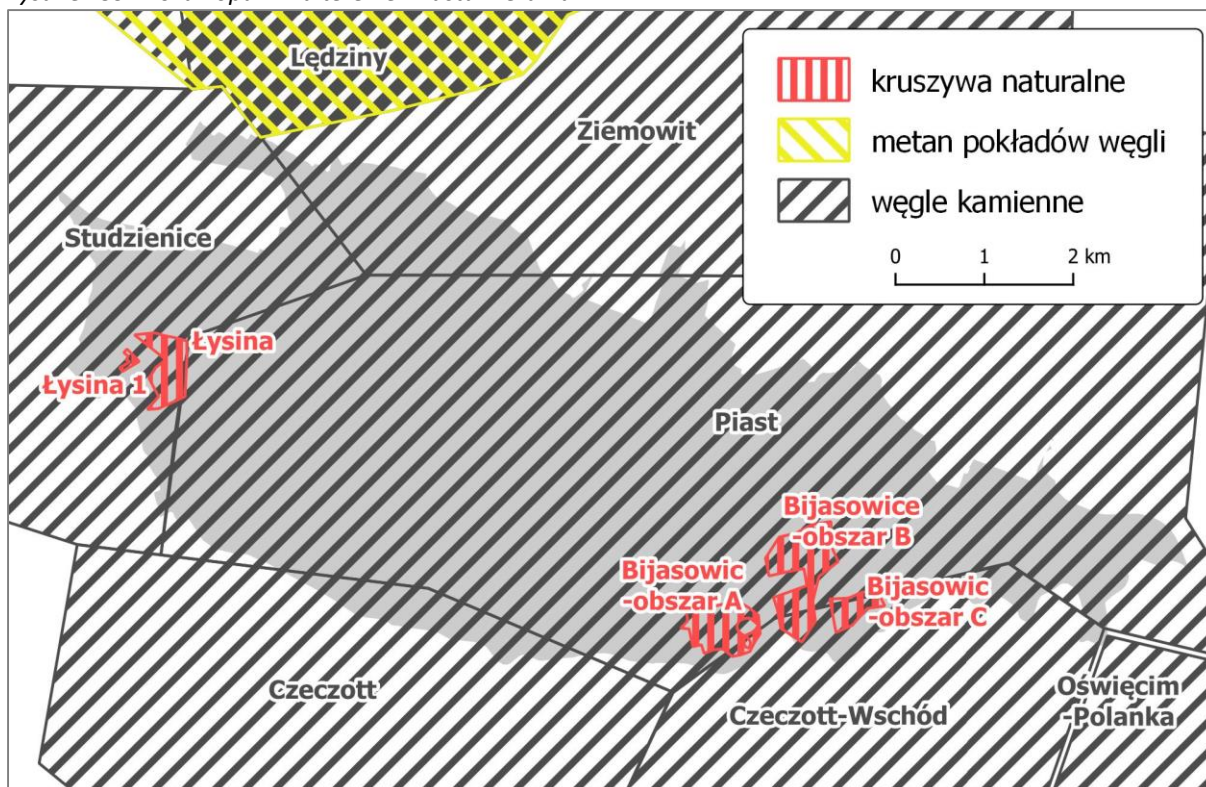 Lędziny
Ziemowit
kruszywa naturalne
metan pokładów węgli
węgle kamienne
0 1 2 km
Studzienice
Łysina
Łysina 1
Piast
Bijasowice
-obszar B
Bijasowic
-obszar A
Bijasowic
-obszar C
Czeczott
Czeczott-Wschód
Oświęcim
-Polanka